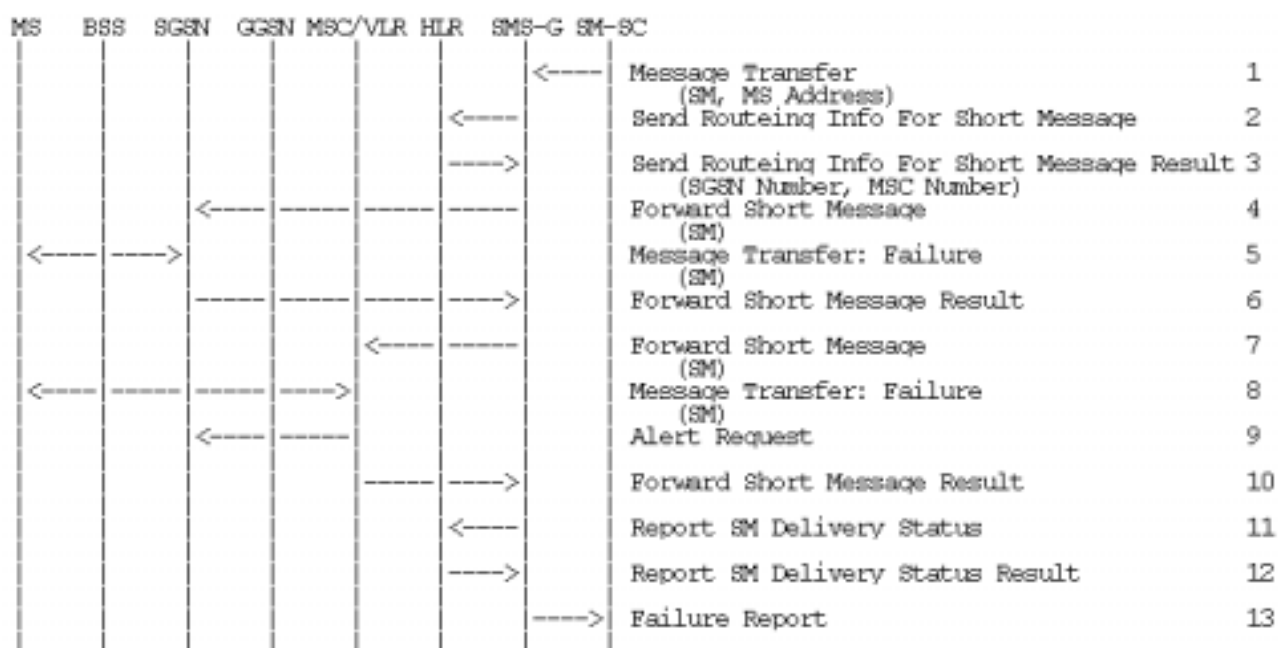 MS BSS SGSN GGSN MSC/VLR HLR SMS-G SM-SC
Message Transfer 1
(SM, MS Address)
Send Routeing Info For Short Message 2
Send Routeing Info For Short Message Result 3
(SGSN Number, MSC Number)
Forward Short Message 4
(SM)
Message Transfer: Failure 5
(SM)
Forward Short Message Result 6
Forward Short Message 7
(SM)
Message Transfer: Failure 8
(SM)
Alert Request 9
Forward Short Message Result 10
Report SM Delivery Status 11
Report SM Delivery Status Result 12
Failure Report 13